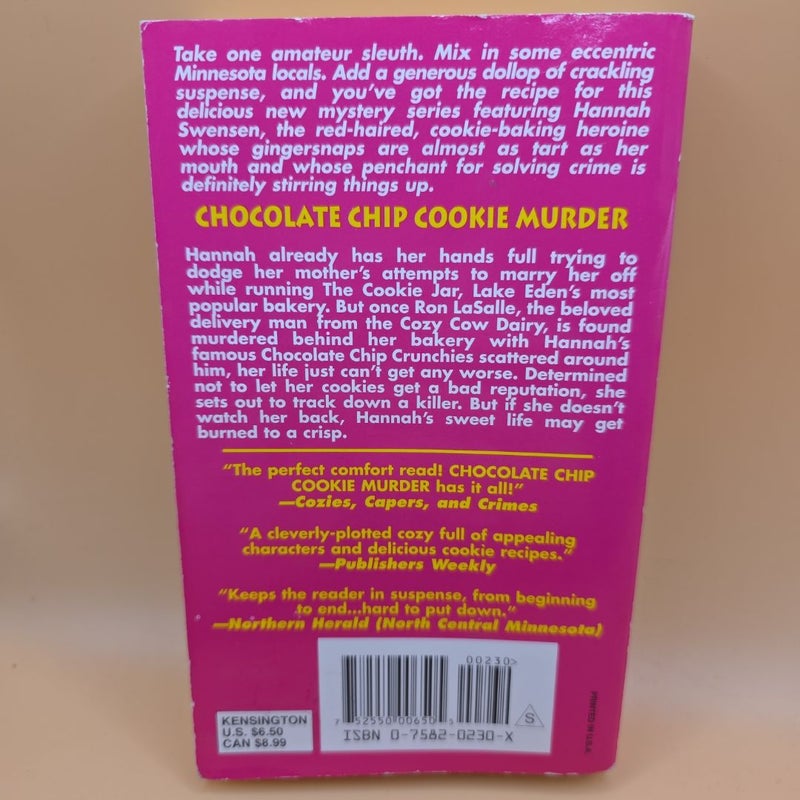 Take one amateur sleuth. Mix in some eccentric
Minnesota locals. Add a generous dollop of crackling
suspense, and you've got the recipe for this
delicious new mystery series featuring Hannah
Swensen, the red-haired, cookie-baking heroine
whose gingersnaps are almost as tart as her
mouth and whose penchant for solving crime is
definitely stirring things up.
CHOCOLATE CHIP COOKIE MURDER
Hannah already has her hands full trying to
dodge her mother's attempts to marry her off
while running The Cookie Jar, Lake Eden's most
popular bakery. But once Ron LaSalle, the beloved
delivery man from the Cozy Cow Dairy, is found
murdered behind her bakery with Hannah's
famous Chocolate Chip Crunchies scattered around
him, her life just can't get any worse. Determined
not to let her cookies get a bad reputation, she
sets out to track down a killer. But if she doesn't
watch her back, Hannah's sweet life may get
burned to a crisp.
"The perfect comfort read! CHOCOLATE CHIP
COOKIE MURDER has it all!"
—Cozies, Capers, and Crimes
"A cleverly-plotted cozy full of appealing
characters and delicious cookie recipes."
—Publishers Weekly
"Keeps the reader in suspense, from beginning
to end...hard to put down."
—Northern Herald (North Central Minnesota)
00230>
7 52550 00650 5
S
ISBN 0-7582-0230-X
KENSINGTON
U.S. $6.50
CAN $8.99
PRINTED IN U.S.A.